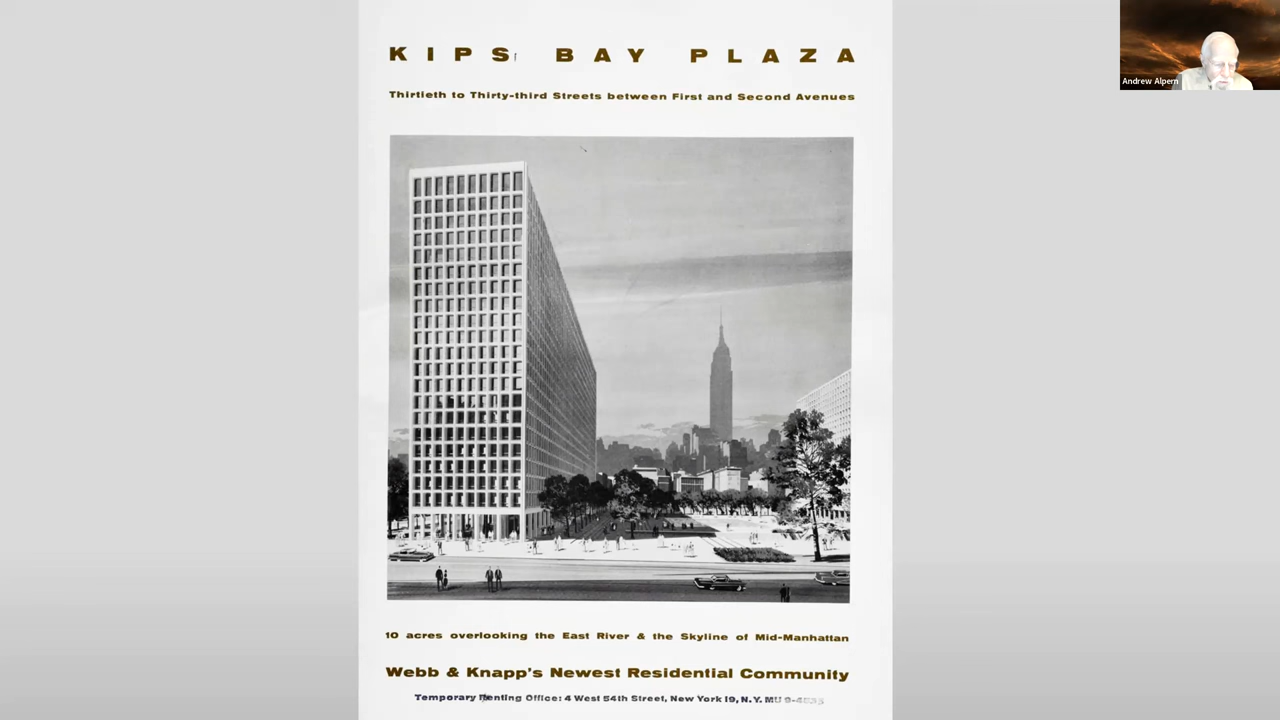 KIPS BAY PLAZA
Thirtieth to Thirty-third Streets between First and Second Avenues
Andrew Alpern
10 acres overlooking the East River & the Skyline of Mid-Manhattan
Webb & Knapp's Newest Residential Community
Temporary Renting Office: 4 West 54th Street, New York 19, N.Y. MU